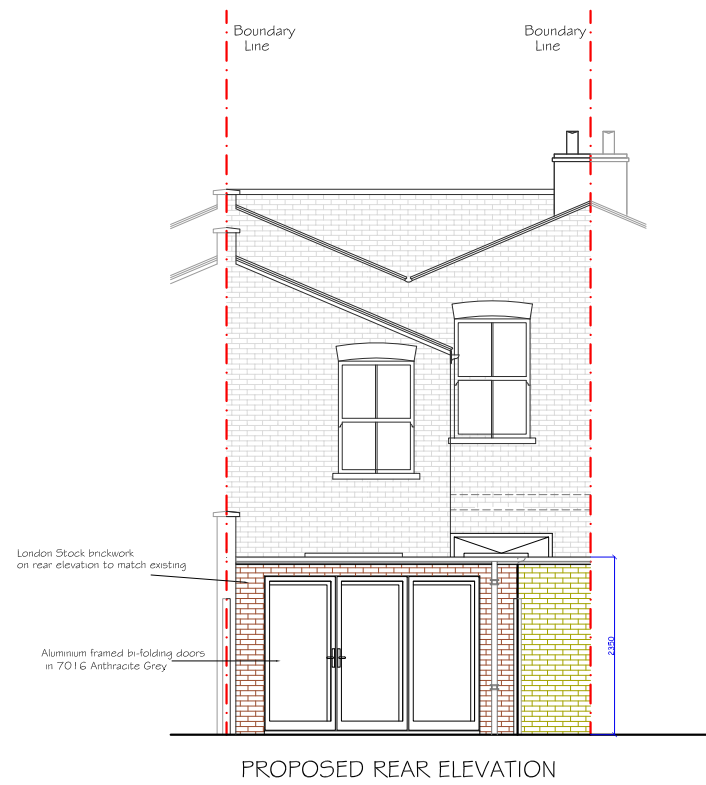 Boundary
Line
Boundary
Line
London Stock brickwork
on rear elevation to match existing
Aluminium framed bi-folding doors
in 7016 Anthracite Grey
2350
PROPOSED REAR ELEVATION